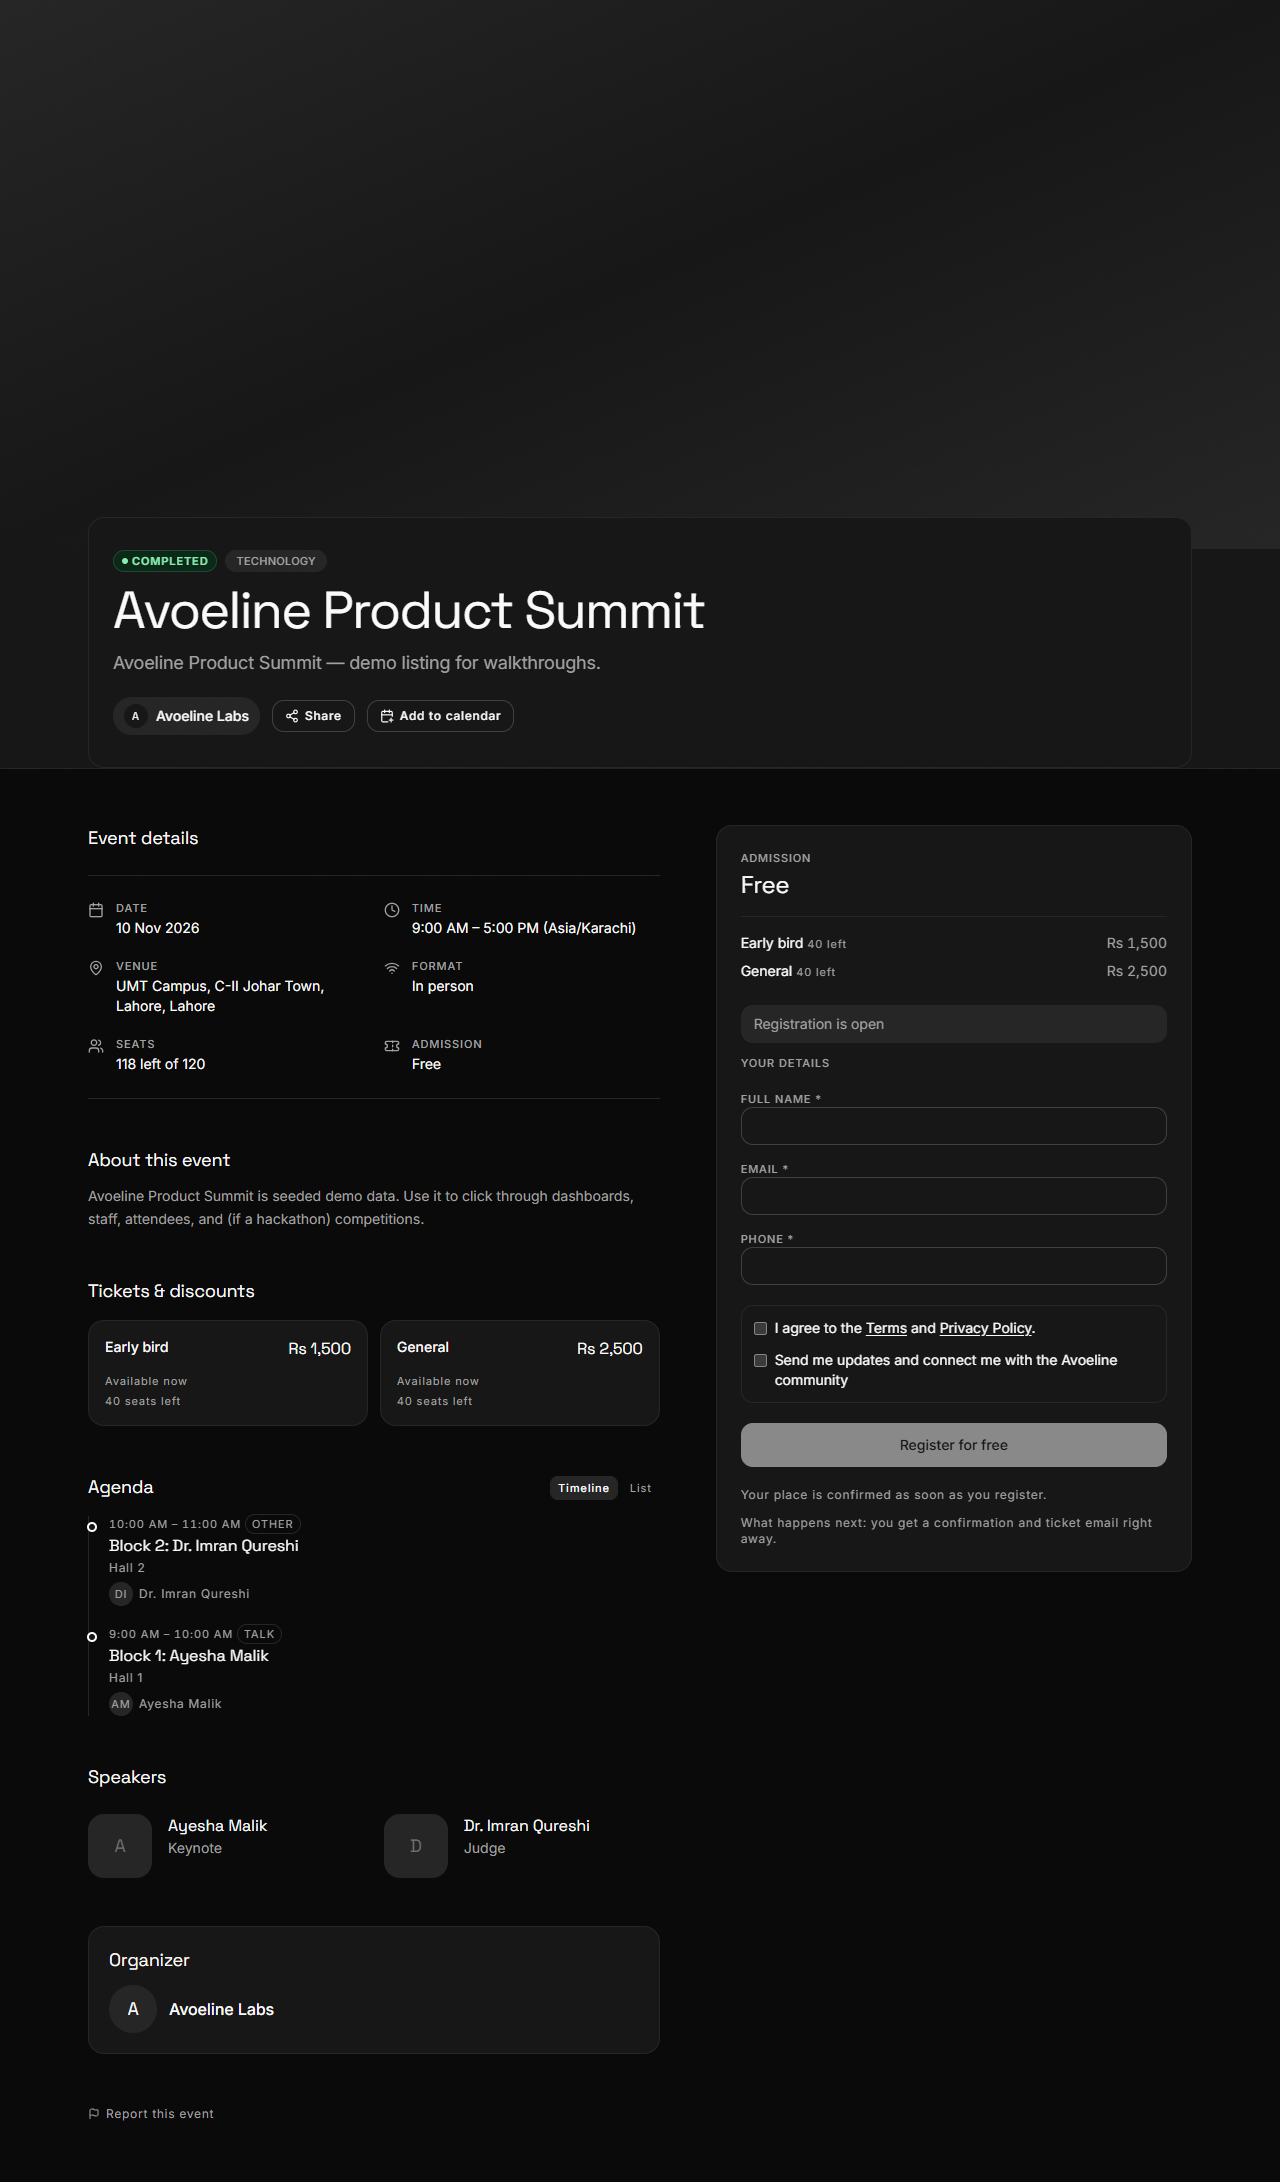 COMPLETED
TECHNOLOGY
Avoeline Product Summit
Avoeline Product Summit — demo listing for walkthroughs.
A
Avoeline Labs
Share
Add to calendar
Event details
DATE
10 Nov 2026
TIME
9:00 AM – 5:00 PM (Asia/Karachi)
VENUE
UMT Campus, C-II Johar Town,
Lahore, Lahore
FORMAT
In person
SEATS
118 left of 120
ADMISSION
Free
About this event
Avoeline Product Summit is seeded demo data. Use it to click through dashboards,
staff, attendees, and (if a hackathon) competitions.
Tickets & discounts
Early bird
Rs 1,500
Available now
40 seats left
General
Rs 2,500
Available now
40 seats left
Agenda
Timeline
List
10:00 AM – 11:00 AM OTHER
Block 2: Dr. Imran Qureshi
Hall 2
DI Dr. Imran Qureshi
9:00 AM – 10:00 AM TALK
Block 1: Ayesha Malik
Hall 1
AM Ayesha Malik
Speakers
A
Ayesha Malik
Keynote
D
Dr. Imran Qureshi
Judge
Organizer
A
Avoeline Labs
Report this event
ADMISSION
Free
Early bird 40 left
Rs 1,500
General 40 left
Rs 2,500
Registration is open
YOUR DETAILS
FULL NAME *
EMAIL *
PHONE *
I agree to the Terms and Privacy Policy.
Send me updates and connect me with the Avoeline
community
Register for free
Your place is confirmed as soon as you register.
What happens next: you get a confirmation and ticket email right
away.